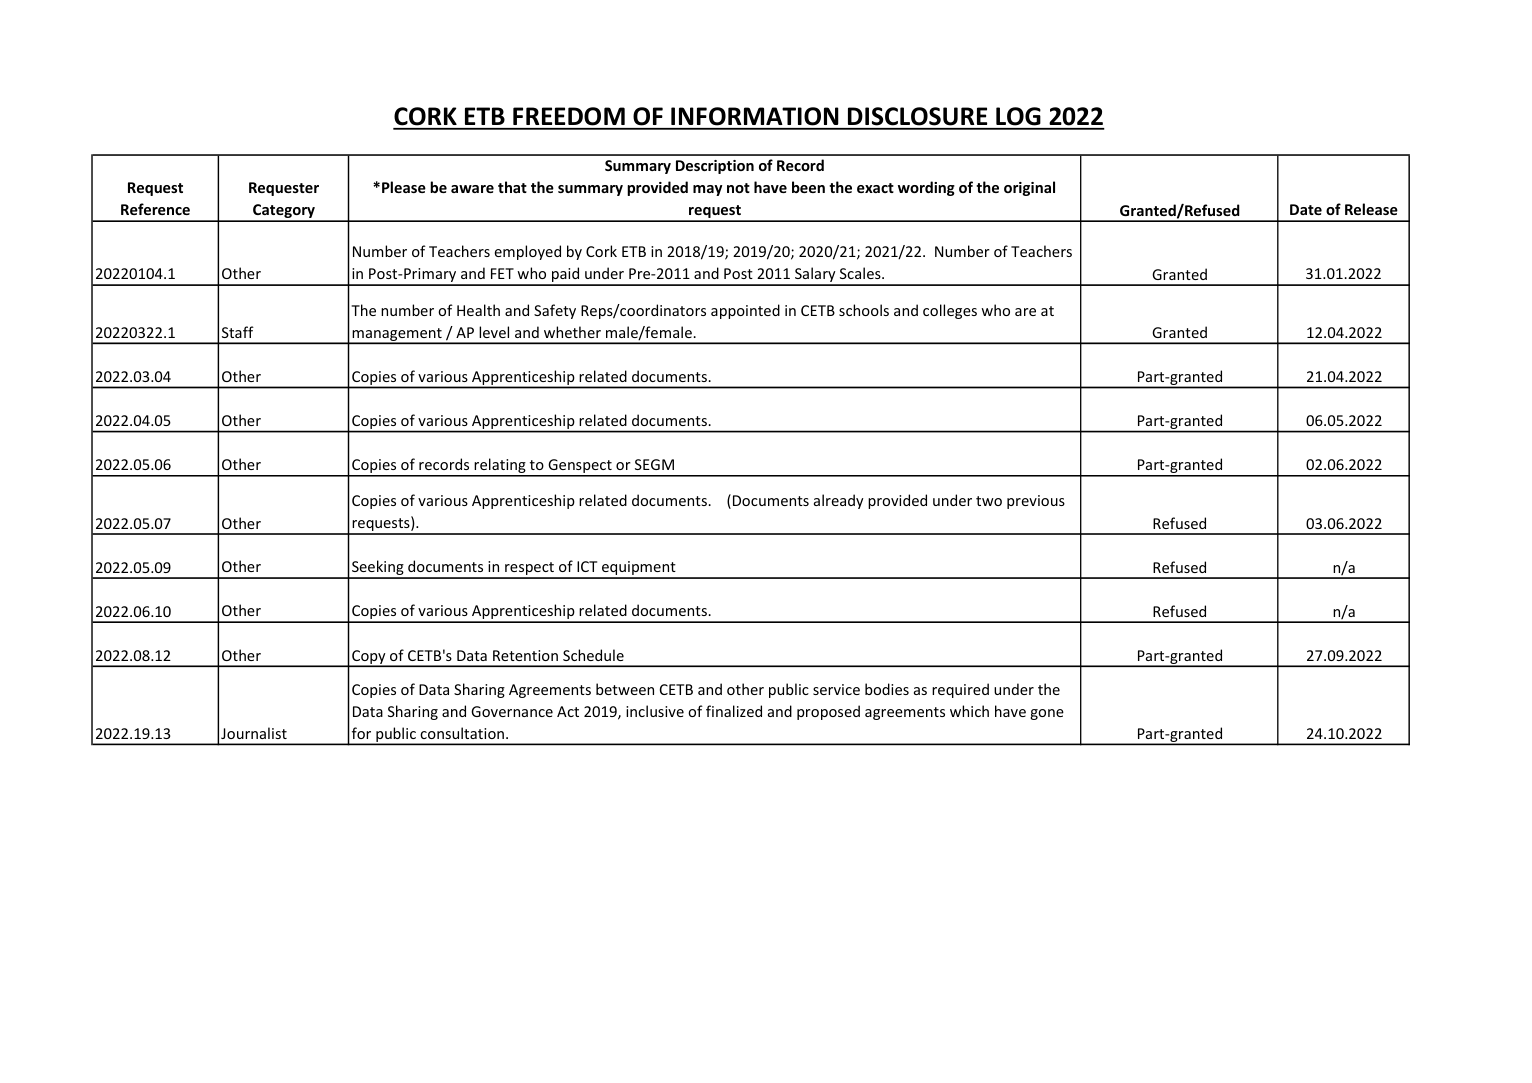 CORK ETB FREEDOM OF INFORMATION DISCLOSURE LOG 2022
Request
Reference
Requester
Category
Summary Description of Record
*Please be aware that the summary provided may not have been the exact wording of the original
request
Granted/Refused
Date of Release
20220104.1
Other
Number of Teachers employed by Cork ETB in 2018/19; 2019/20; 2020/21; 2021/22.  Number of Teachers
in Post-Primary and FET who paid under Pre-2011 and Post 2011 Salary Scales.
Granted
31.01.2022
20220322.1
Staff
The number of Health and Safety Reps/coordinators appointed in CETB schools and colleges who are at
management / AP level and whether male/female.
Granted
12.04.2022
2022.03.04
Other
Copies of various Apprenticeship related documents.
Part-granted
21.04.2022
2022.04.05
Other
Copies of various Apprenticeship related documents.
Part-granted
06.05.2022
2022.05.06
Other
Copies of records relating to Genspect or SEGM
Part-granted
02.06.2022
2022.05.07
Other
Copies of various Apprenticeship related documents.   (Documents already provided under two previous
requests).
Refused
03.06.2022
2022.05.09
Other
Seeking documents in respect of ICT equipment
Refused
n/a
2022.06.10
Other
Copies of various Apprenticeship related documents.
Refused
n/a
2022.08.12
Other
Copy of CETB's Data Retention Schedule
Part-granted
27.09.2022
2022.19.13
Journalist
Copies of Data Sharing Agreements between CETB and other public service bodies as required under the
Data Sharing and Governance Act 2019, inclusive of finalized and proposed agreements which have gone
for public consultation.
Part-granted
24.10.2022